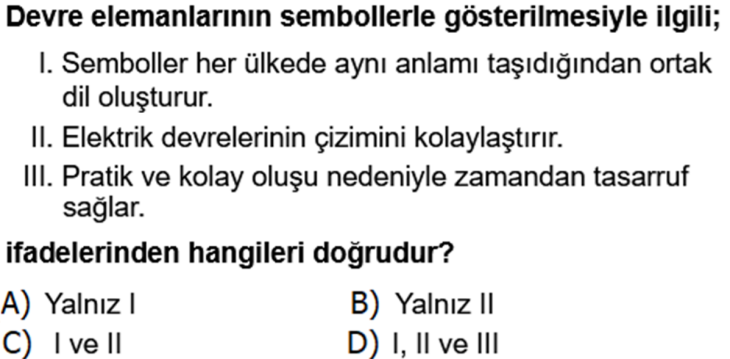 Devre elemanlarının sembollerle gösterilmesiyle ilgili;
I. Semboller her ülkede aynı anlamı taşıdığından ortak
dil oluşturur.
II. Elektrik devrelerinin çizimini kolaylaştırır.
III. Pratik ve kolay oluşu nedeniyle zamandan tasarruf
sağlar.
ifadelerinden hangileri doğrudur?
A) Yalnız I B) Yalnız II
C) I ve II D) I, II ve III